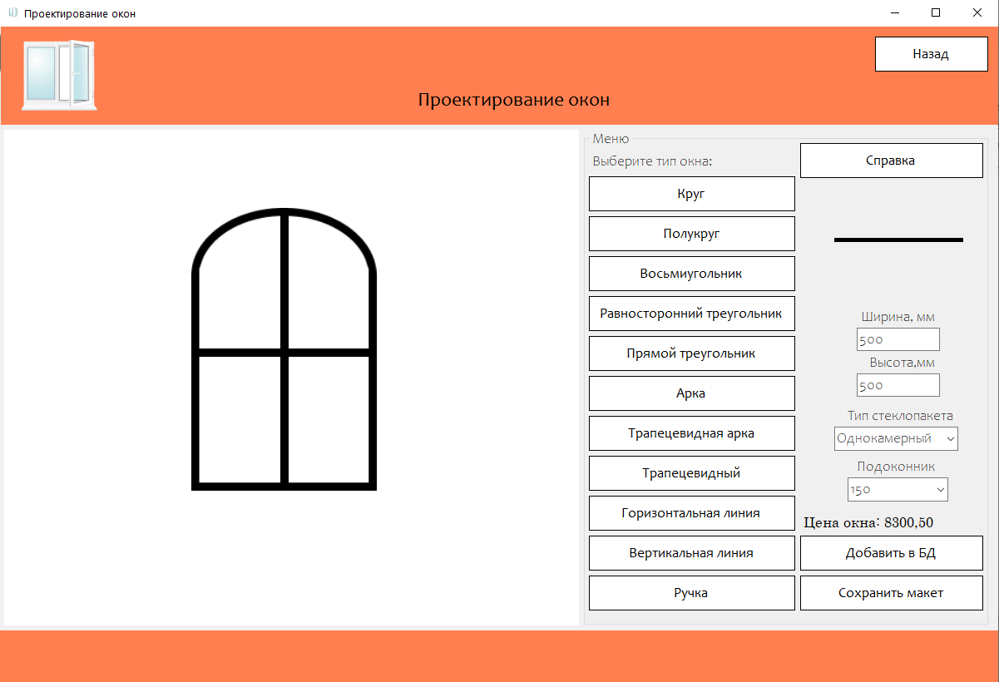 Проектирование окон
Назад
Проектирование окон
Меню
Выберите тип окна:
Справка
Круг
Полукруг
Восьмиугольник
Равносторонний треугольник
Прямой треугольник
Арка
Трапецевидная арка
Трапецевидный
Горизонтальная линия
Вертикальная линия
Ручка
Ширина, мм
500
Высота,мм
500
Тип стеклопакета
Однокамерный
Подоконник
150
Цена окна: 8300,50
Добавить в БД
Сохранить макет